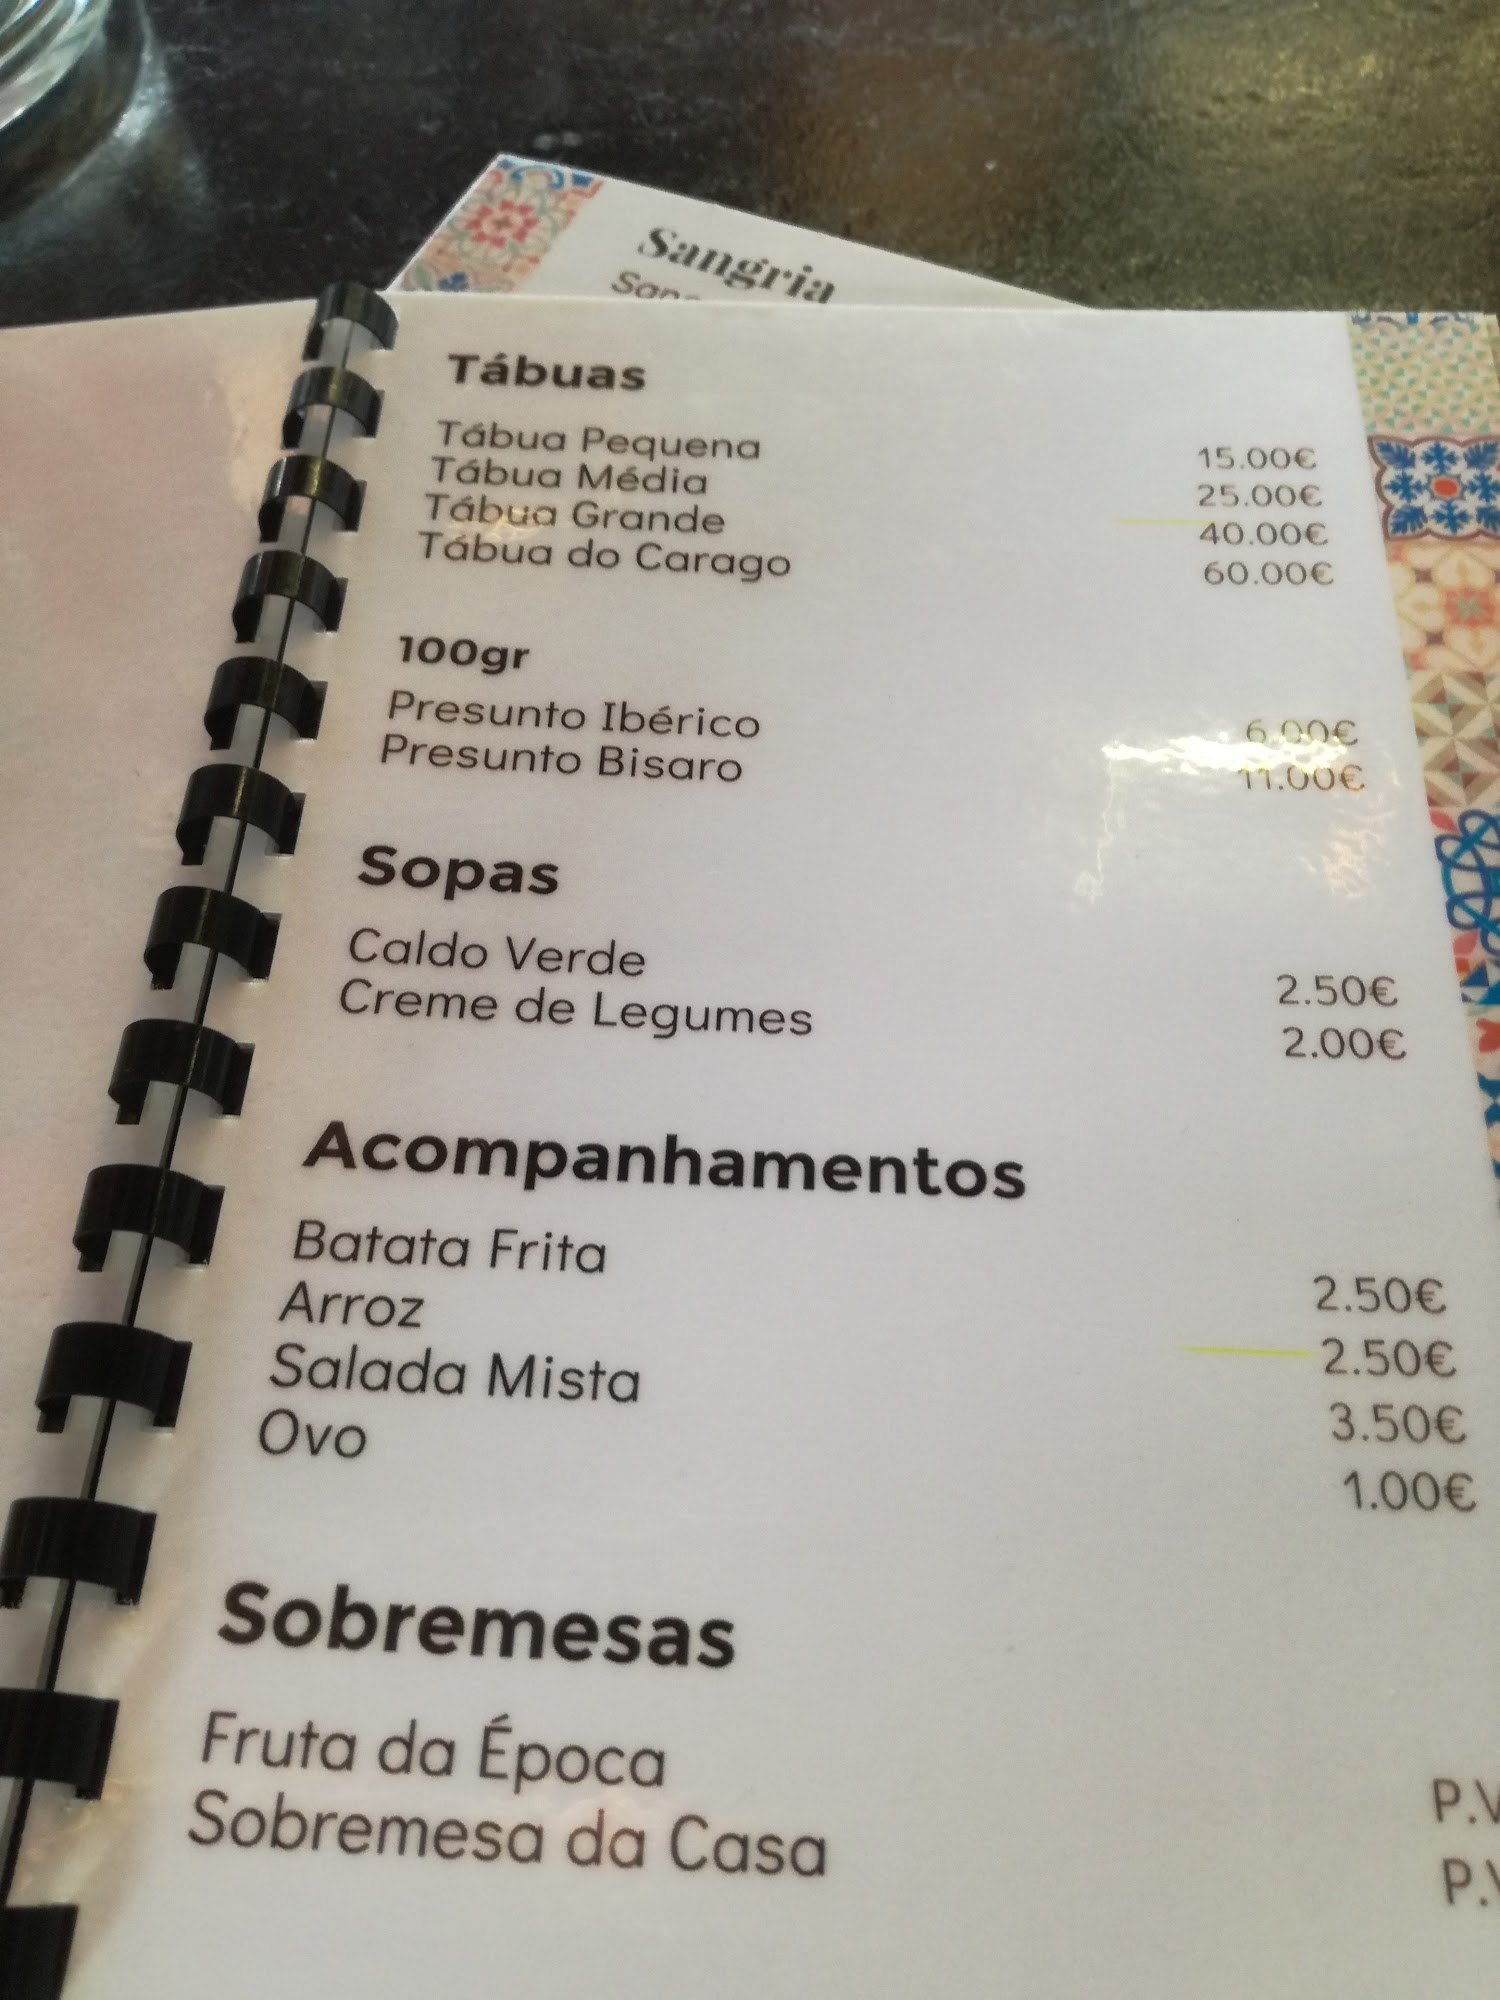 Sangria
Tábuas
Tábua Pequena 15.00€
Tábua Média 25.00€
Tábua Grande 40.00€
Tábua do Carago 60.00€
100gr
Presunto Ibérico 6.00€
Presunto Bisaro 11.00€
Sopas
Caldo Verde 2.50€
Creme de Legumes 2.00€
Acompanhamentos
Batata Frita 2.50€
Arroz 2.50€
Salada Mista 3.50€
Ovo 1.00€
Sobremesas
Fruta da Época
Sobremesa da Casa